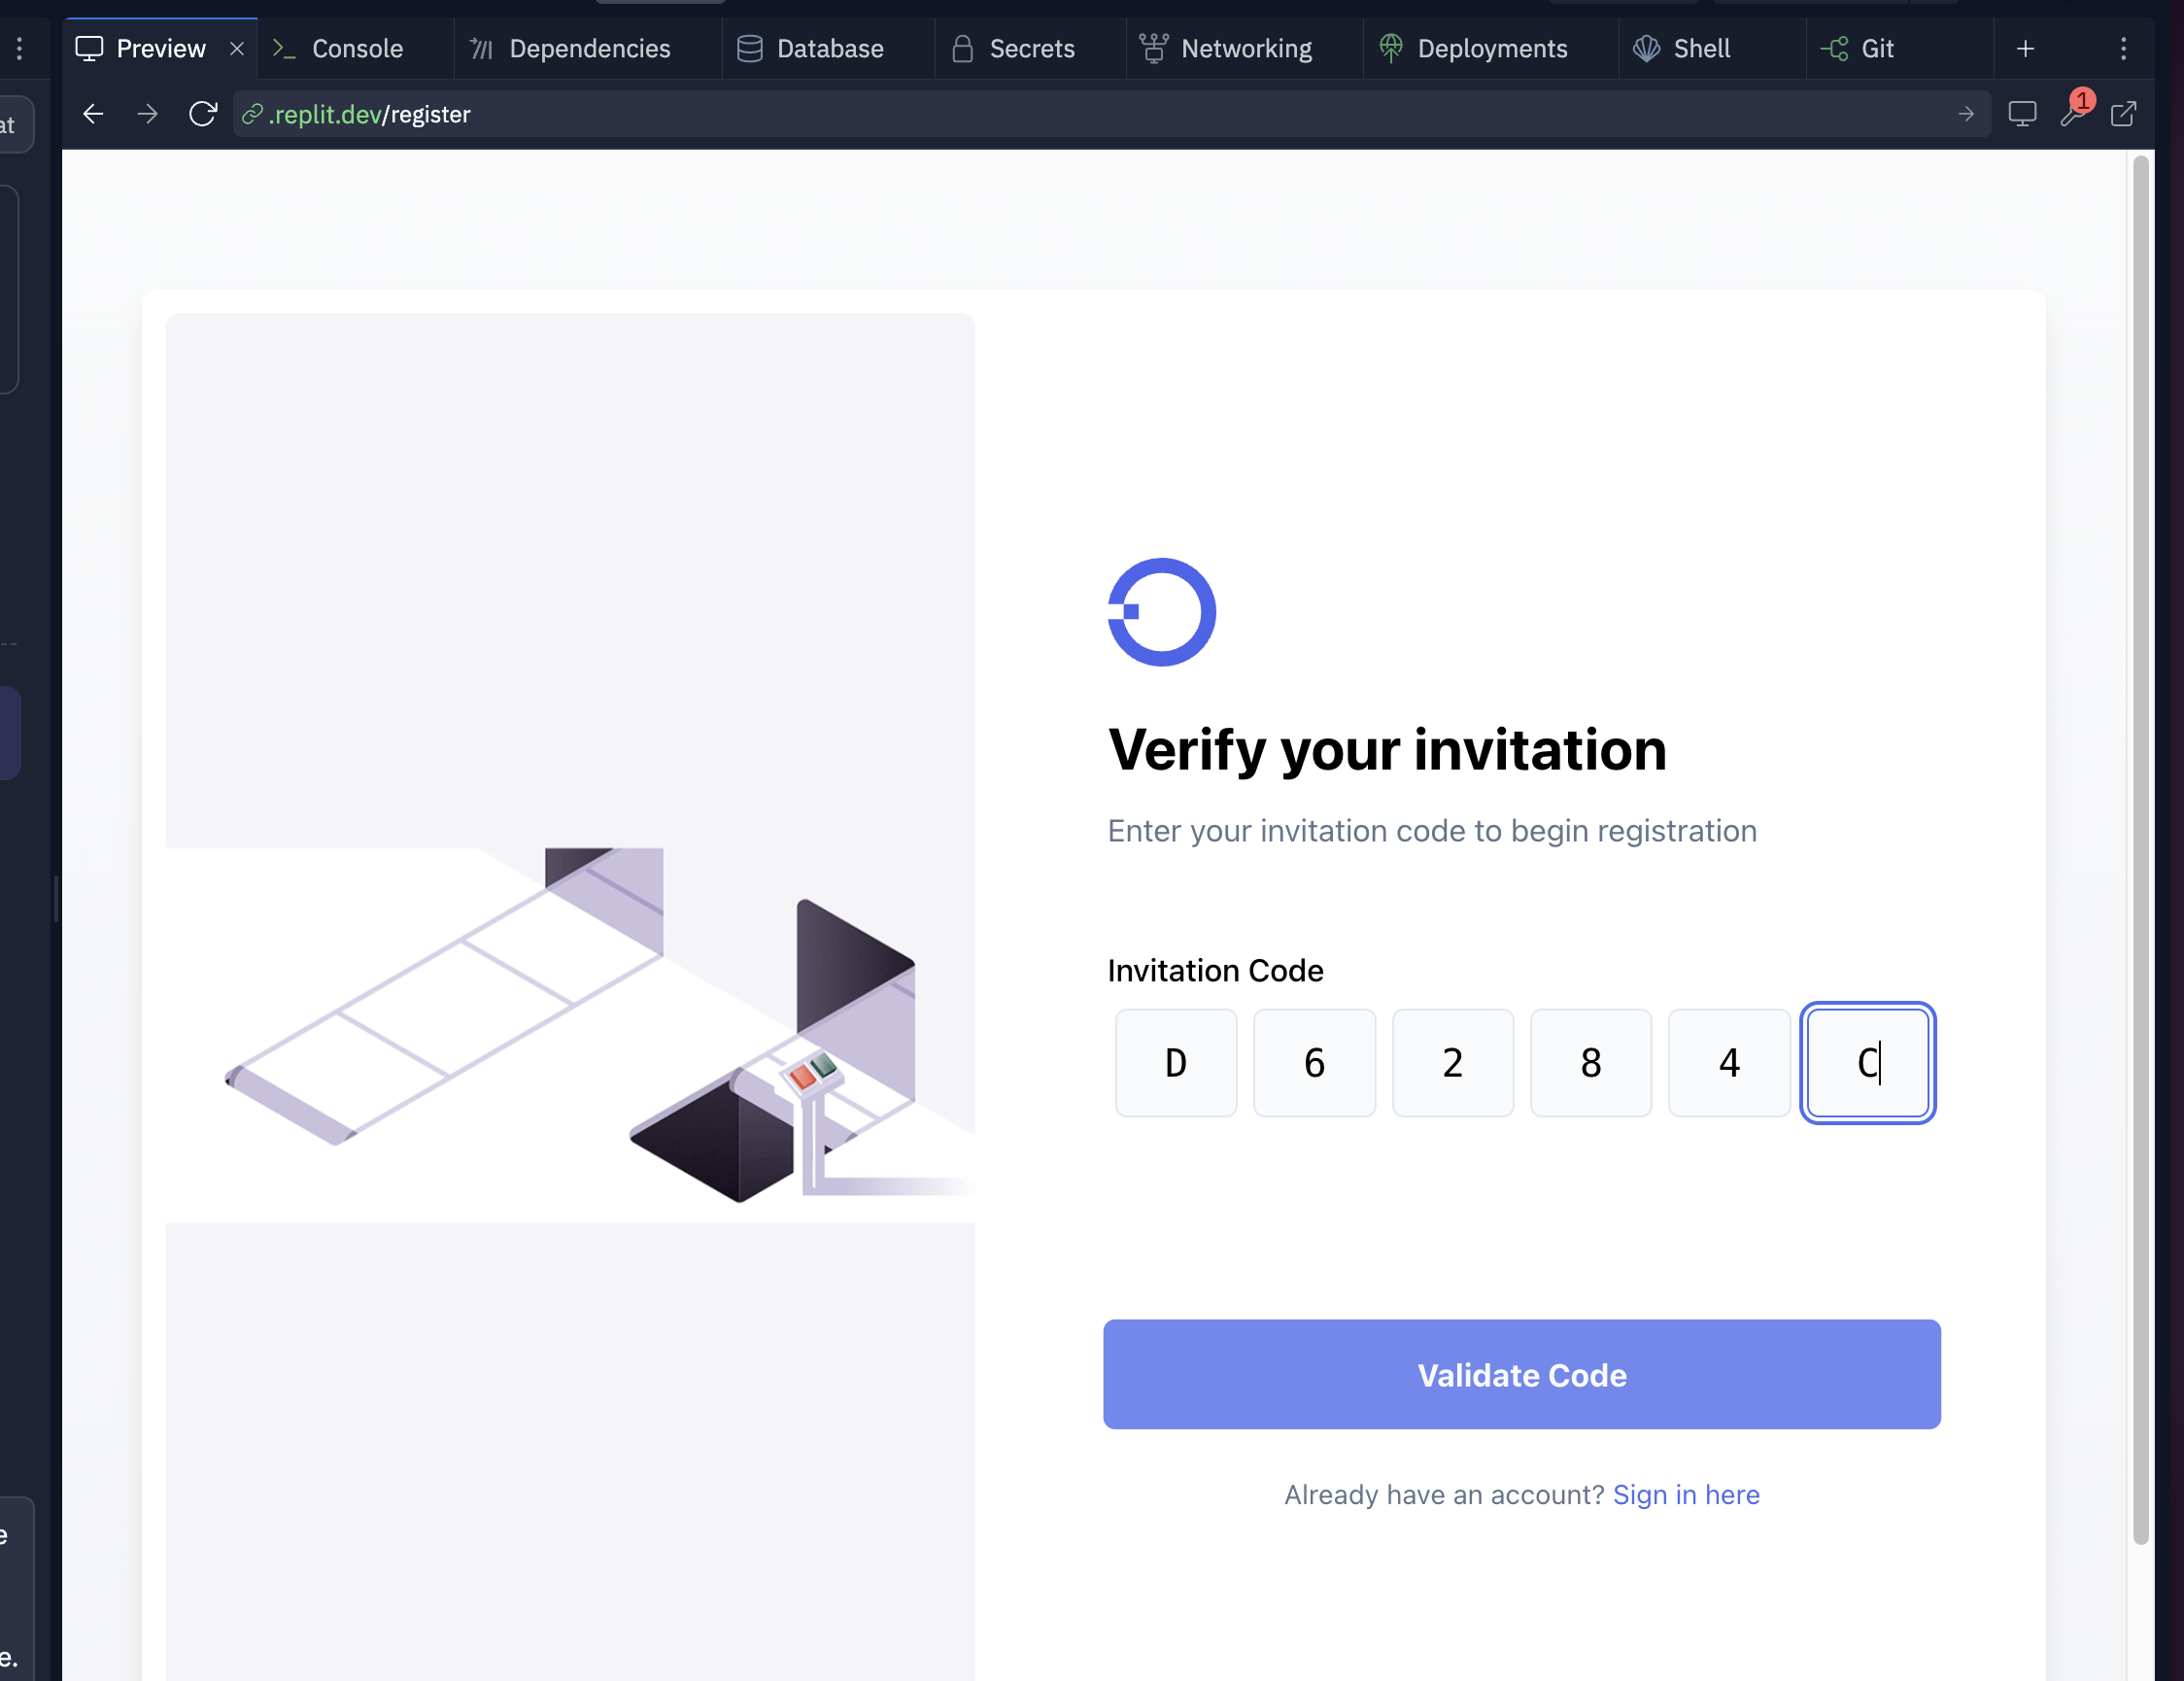 Preview
Console
Dependencies
Database
Secrets
Networking
Deployments
Shell
Git
at
.replit.dev/register
1
Verify your invitation
Enter your invitation code to begin registration
Invitation Code
D 6 2 8 4 C
Validate Code
Already have an account? Sign in here
e
e.